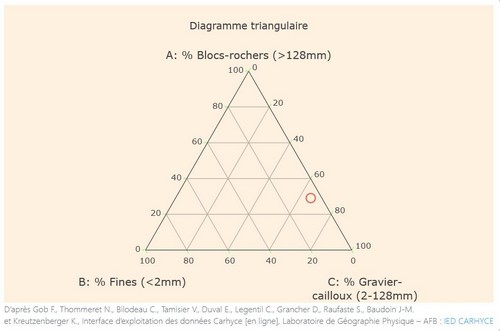 Diagramme triangulaire
A: % Blocs-rochers (>128mm)
100 0
80 20
60 40
40 60
20 80
0 100
100 80 60 40 20 0
B: % Fines (<2mm) C: % Gravier-
cailloux (2-128mm)
D'après Gob F., Thommeret N., Bilodeau C., Tamisier V., Duval E., Legentil C., Grancher D., Raufaste S., Baudoin J-M.
et Kreutzenberger K., Interface d'exploitation des données Carhyce [en ligne], Laboratoire de Géographie Physique – AFB : IED CARHYCE